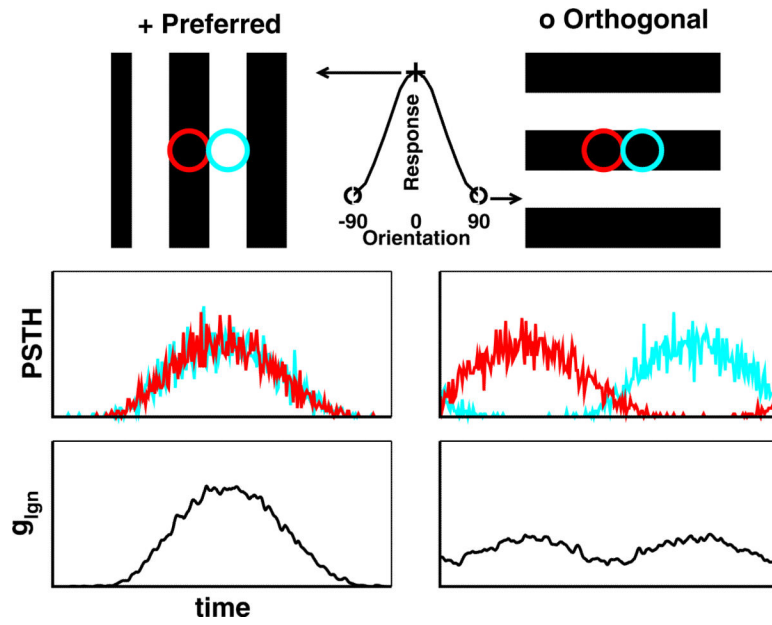 + Preferred
o Orthogonal
Response
-90 0 90
Orientation
PSTH
glgn
time